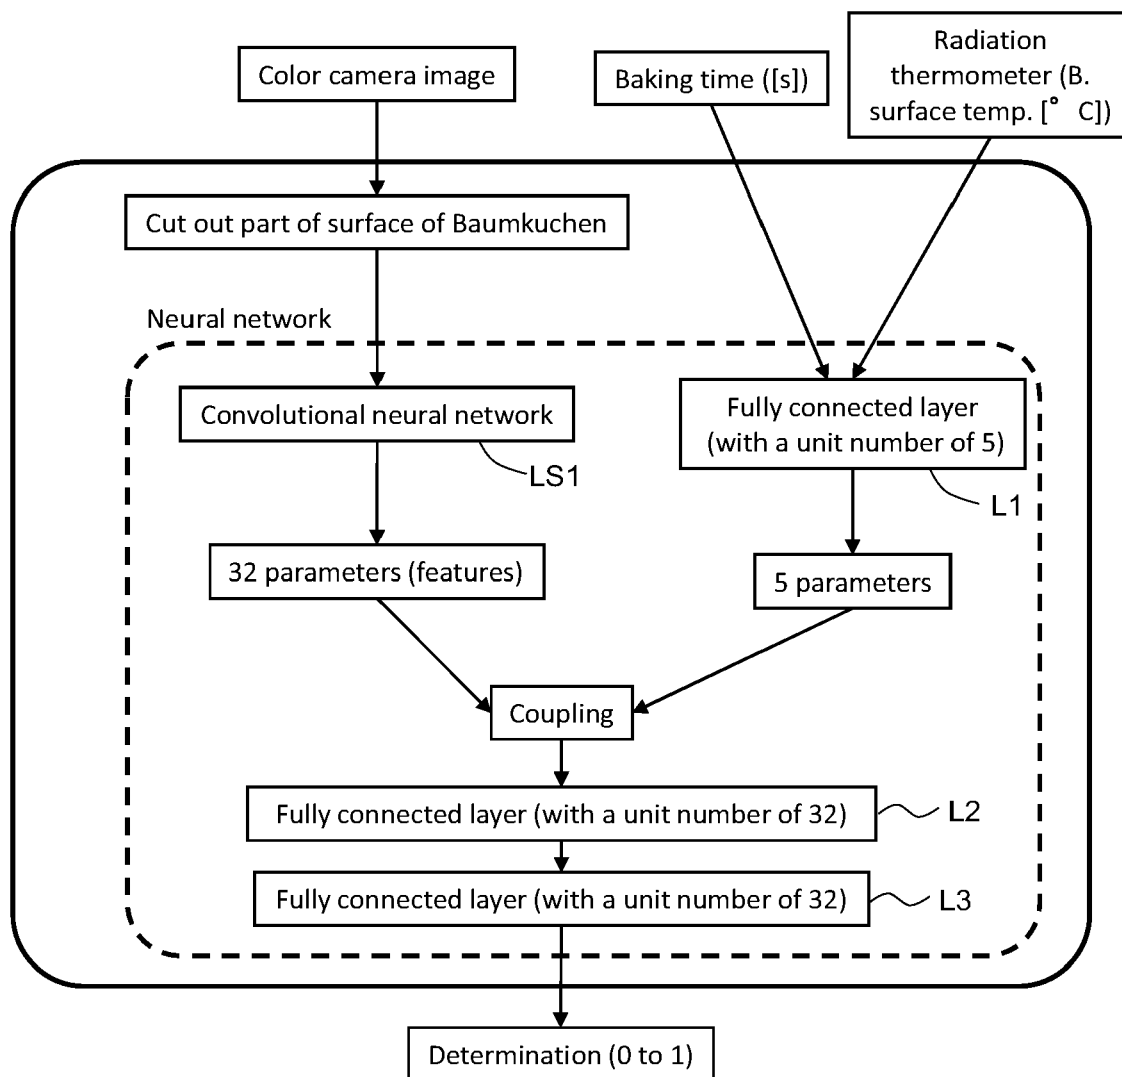 Color camera image
Baking time ([s])
Radiation
thermometer (B.
surface temp. [° C])
Cut out part of surface of Baumkuchen
Neural network
Convolutional neural network
LS1
Fully connected layer
(with a unit number of 5)
L1
32 parameters (features)
5 parameters
Coupling
Fully connected layer (with a unit number of 32)
L2
Fully connected layer (with a unit number of 32)
L3
Determination (0 to 1)